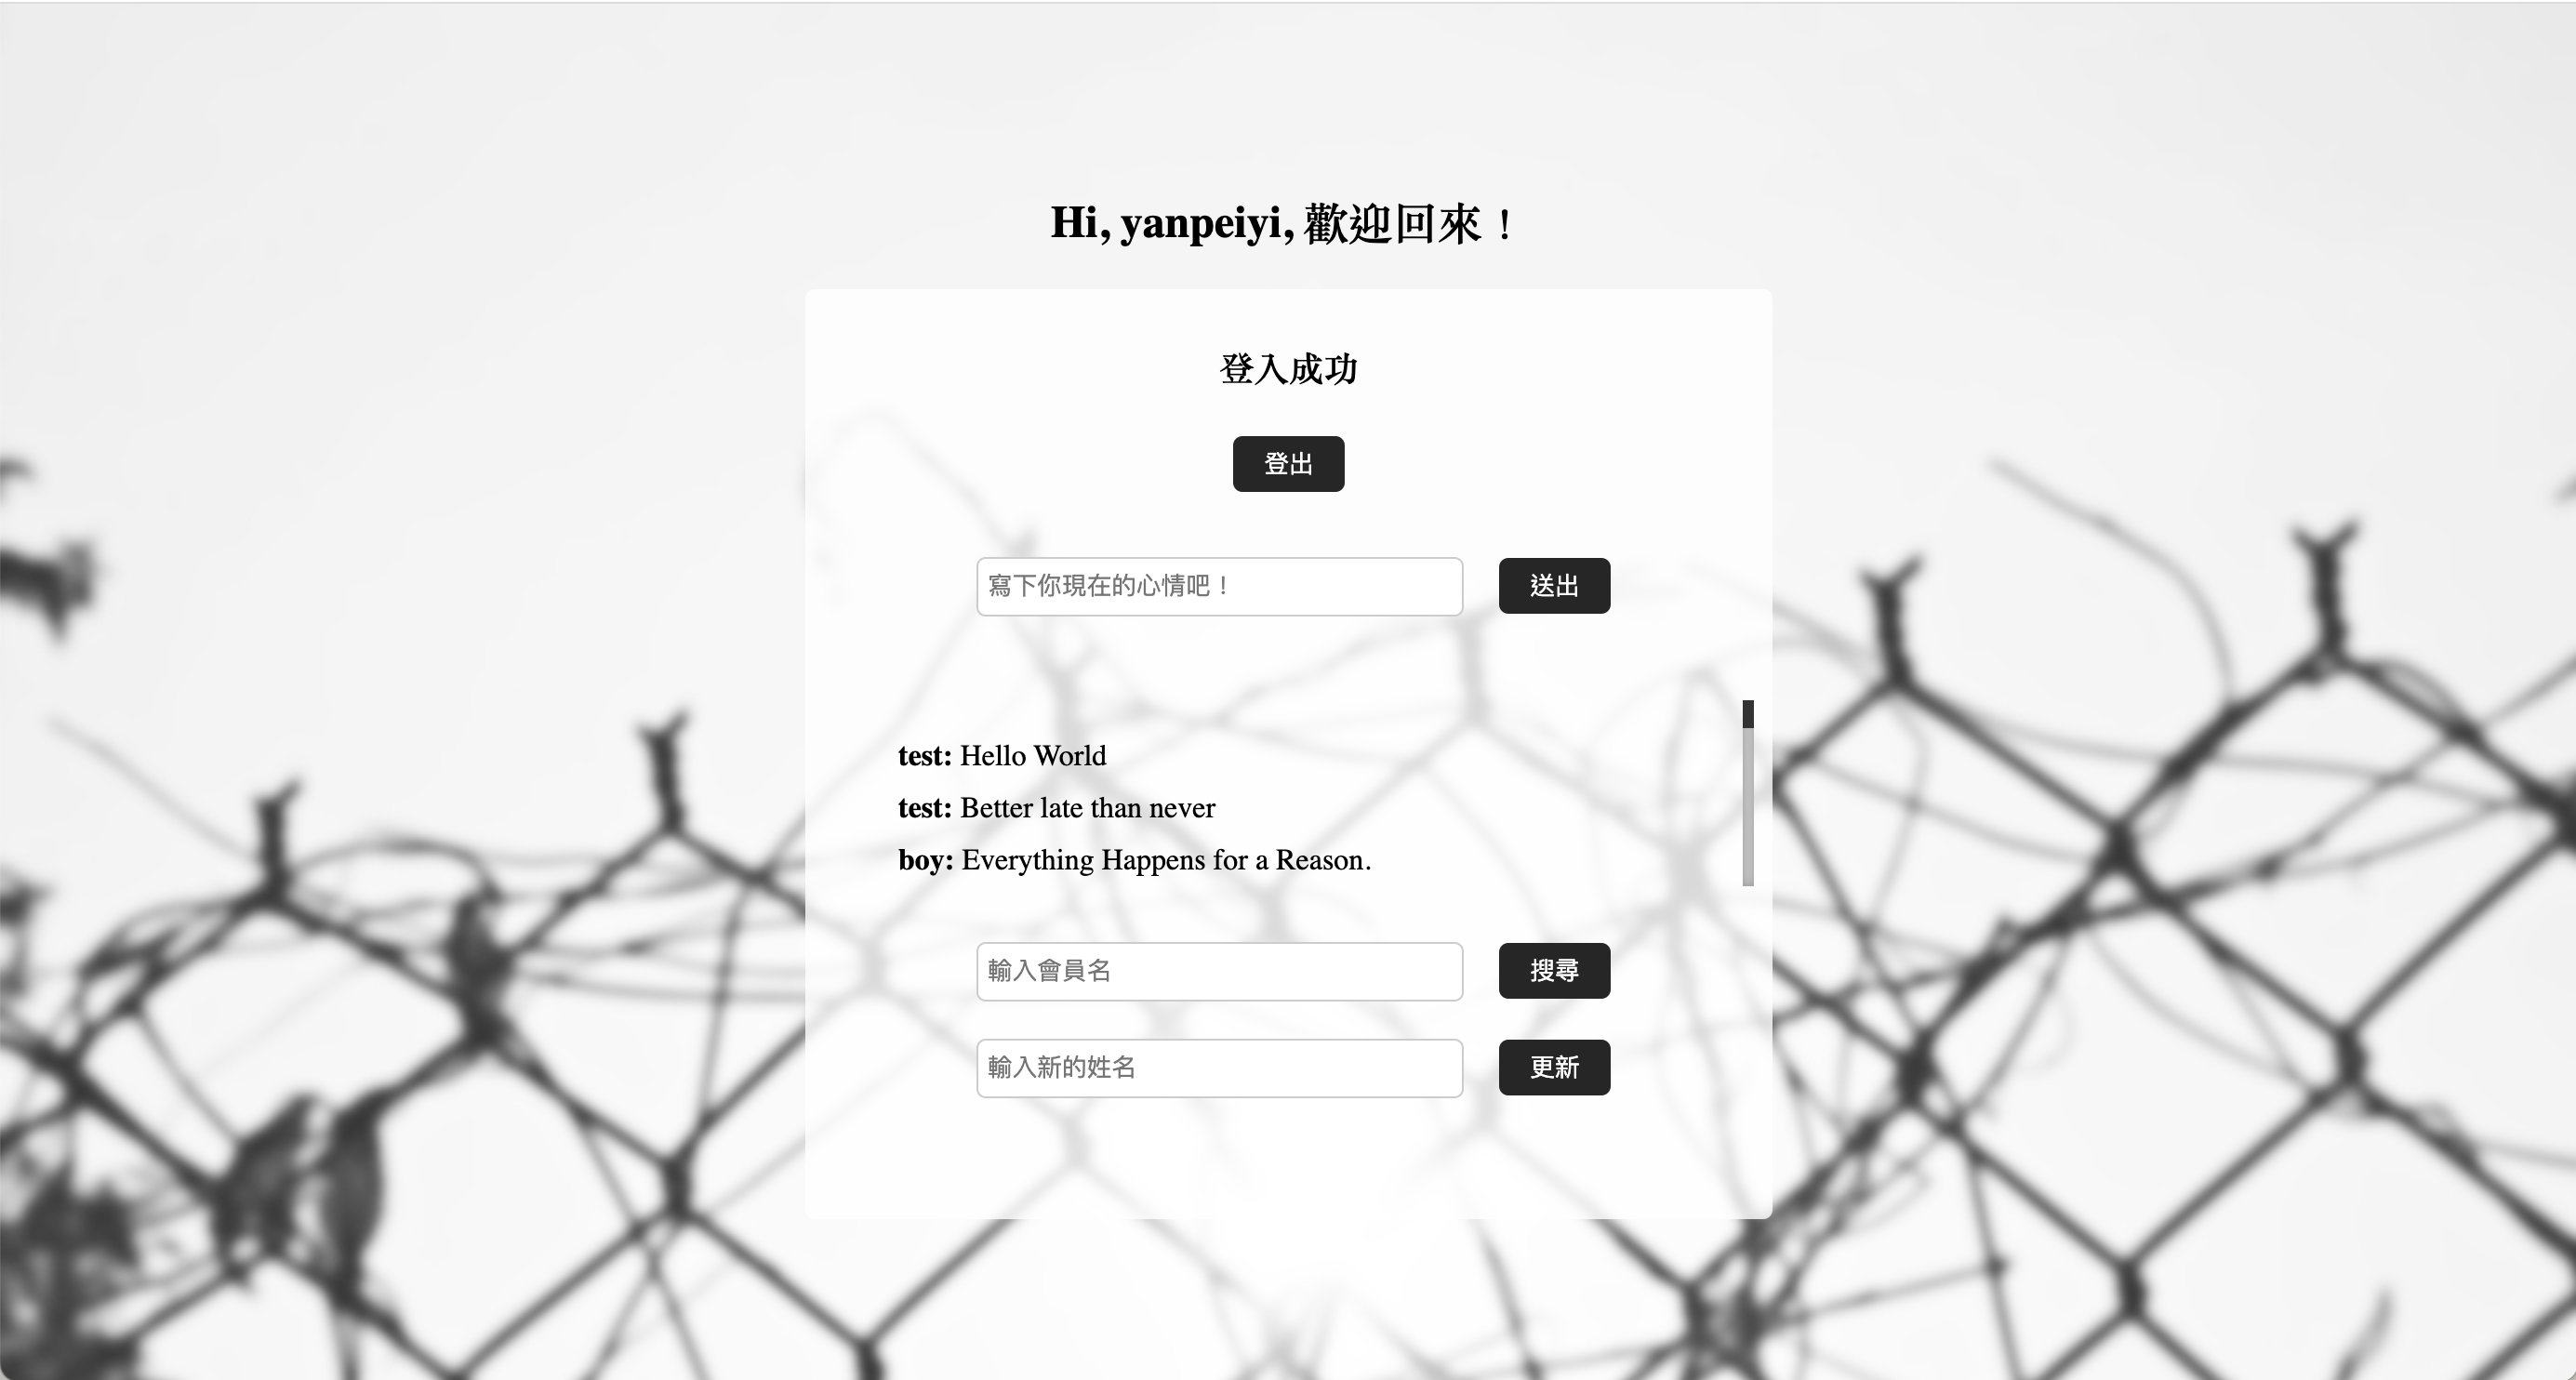 Hi, yanpeiyi, 歡迎回來！
登入成功
登出
寫下你現在的心情吧！ 送出
test: Hello World
test: Better late than never
boy: Everything Happens for a Reason.
輸入會員名 搜尋
輸入新的姓名 更新